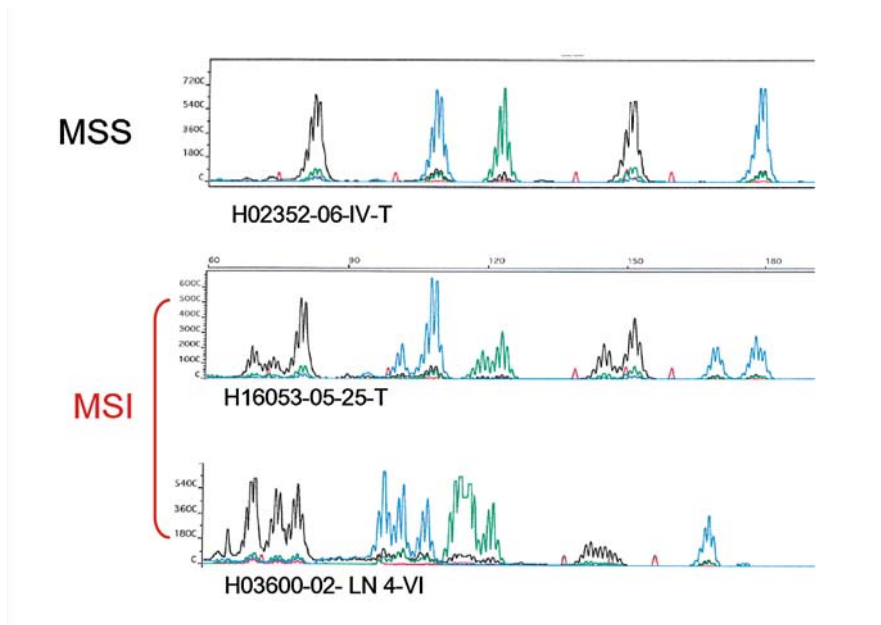 MSS
720C
540C
360C
180C
C
H02352-06-IV-T
60 90 120 150 180
MSI
600C
500C
400C
300C
200C
100C
C
H16053-05-25-T
540C
360C
180C
C
H03600-02- LN 4-VI